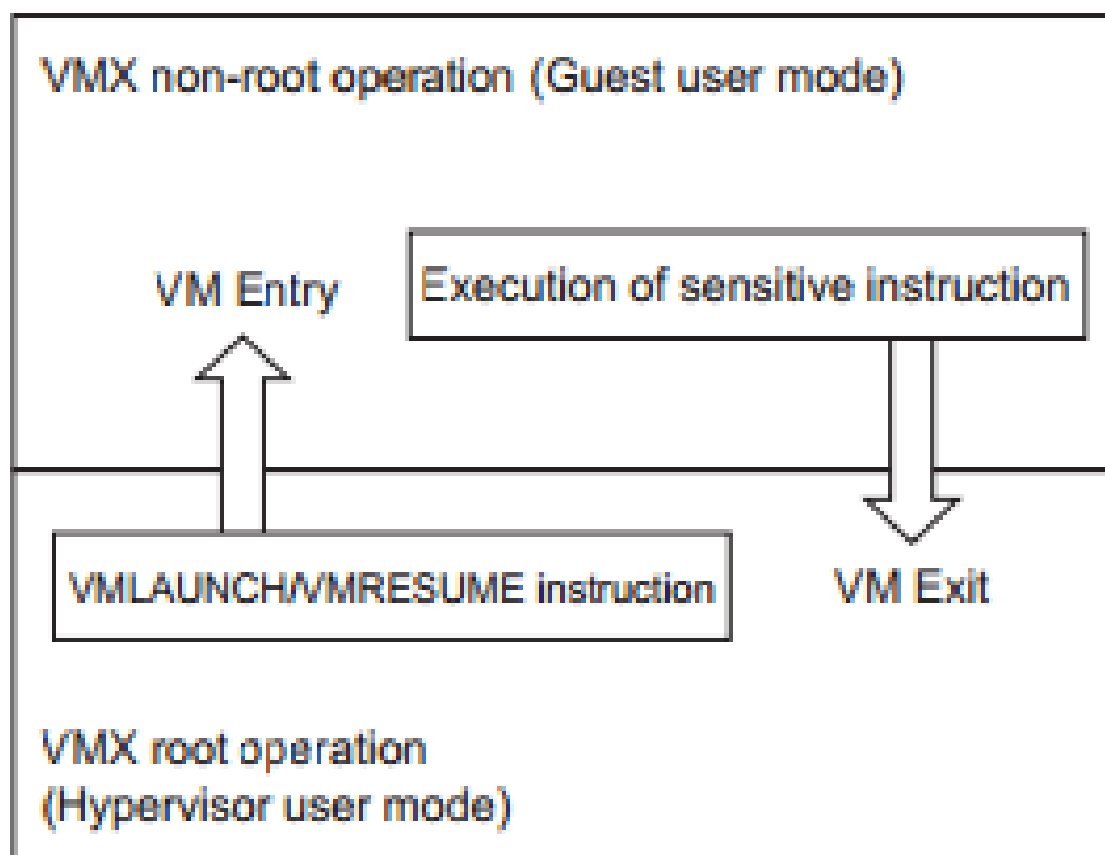 VMX non-root operation (Guest user mode)
VM Entry
Execution of sensitive instruction
VMLAUNCH/VMRESUME instruction
VM Exit
VMX root operation
(Hypervisor user mode)